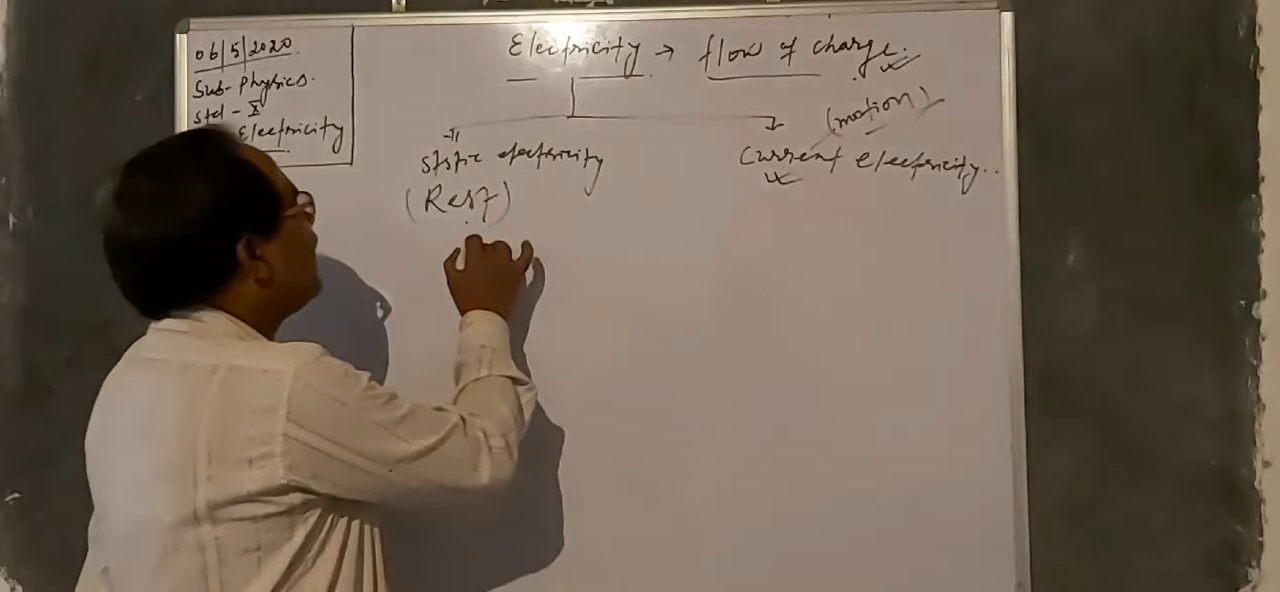 06/5/2020.
Sub- Physics.
Std - X
Electricity
Electricity → flow of charge.
(motion)
Static electricity
Current electricity..
(Rest)